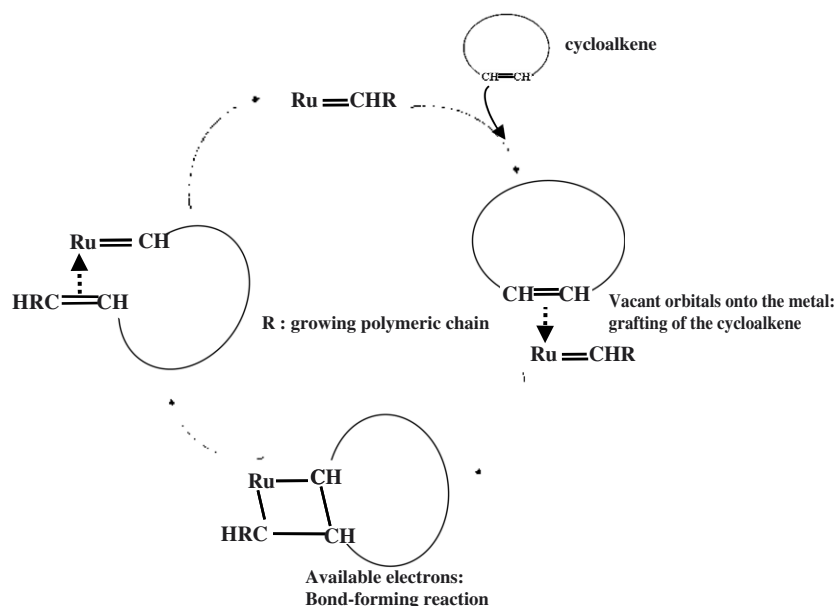 cycloalkene
CH=CH
Ru=CHR
Ru=CH
HRC=CH
CH=CH
Vacant orbitals onto the metal:
grafting of the cycloalkene
R : growing polymeric chain
Ru=CHR
Ru-CH
HRC-CH
Available electrons:
Bond-forming reaction